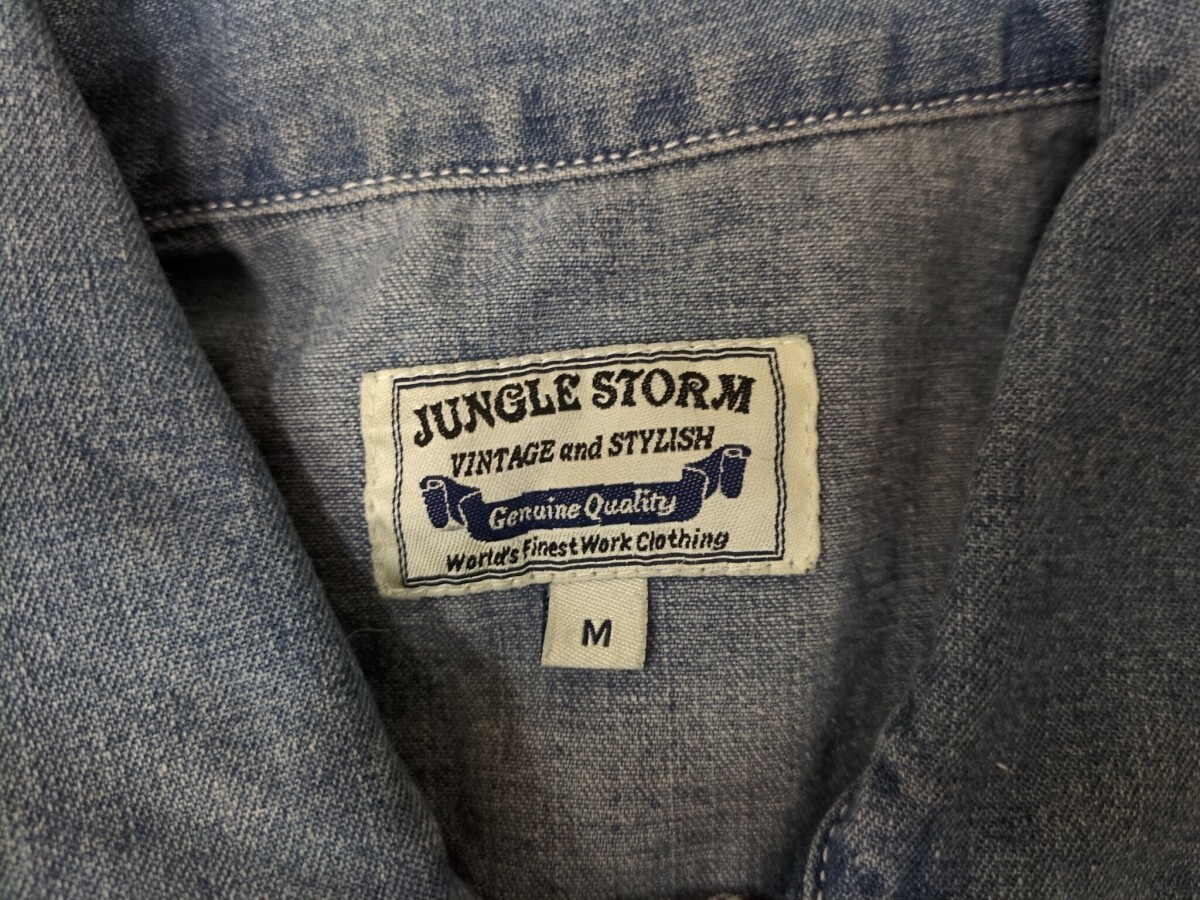 JUNGLE STORM
VINTAGE and STYLISH
Genuine Quality
World's Finest Work Clothing
M